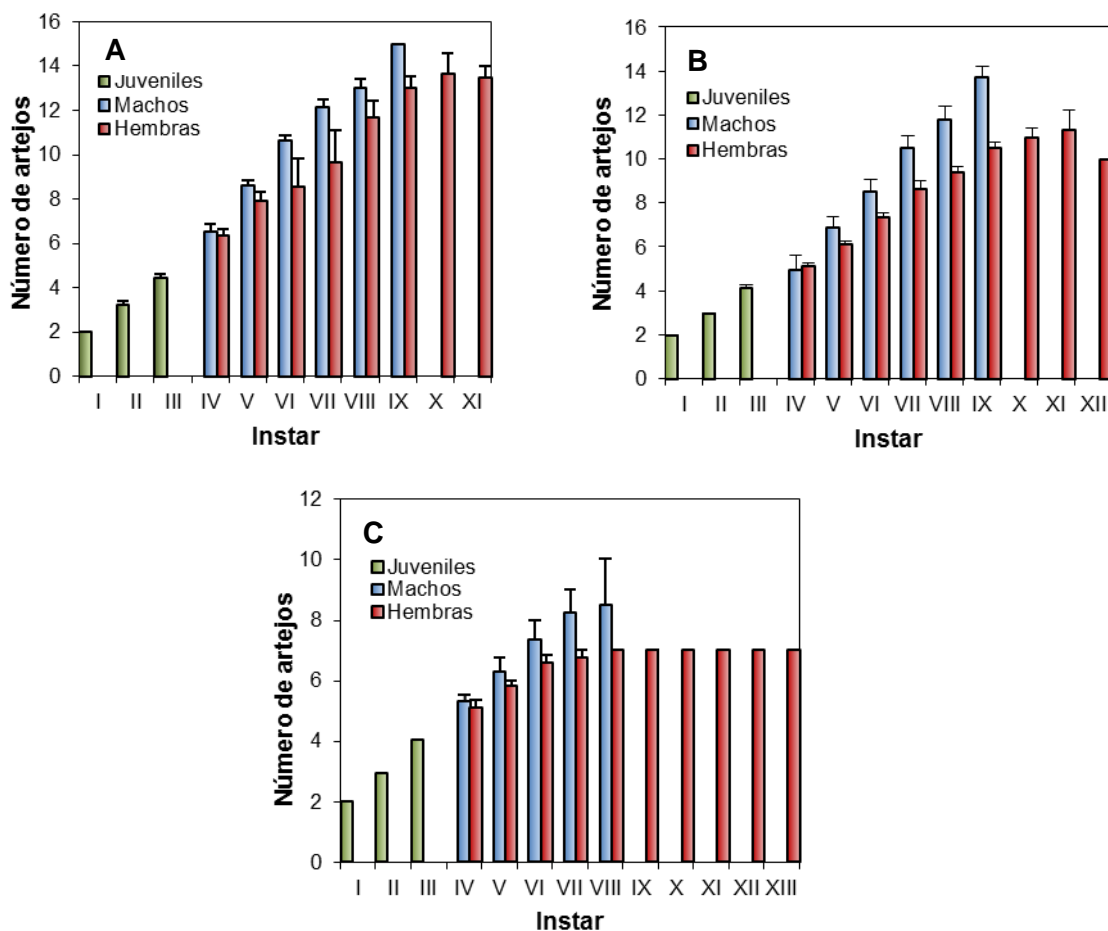 A
Juveniles
Machos
Hembras
Número de artejos
16
14
12
10
8
6
4
2
0
I II III IV V VI VII VIII IX X XI
Instar
B
Juveniles
Machos
Hembras
Número de artejos
16
14
12
10
8
6
4
2
0
I II III IV V VI VII VIII IX X XI XII
Instar
C
Juveniles
Machos
Hembras
Número de artejos
12
10
8
6
4
2
0
I II III IV V VI VII VIII IX X XI XII XIII
Instar